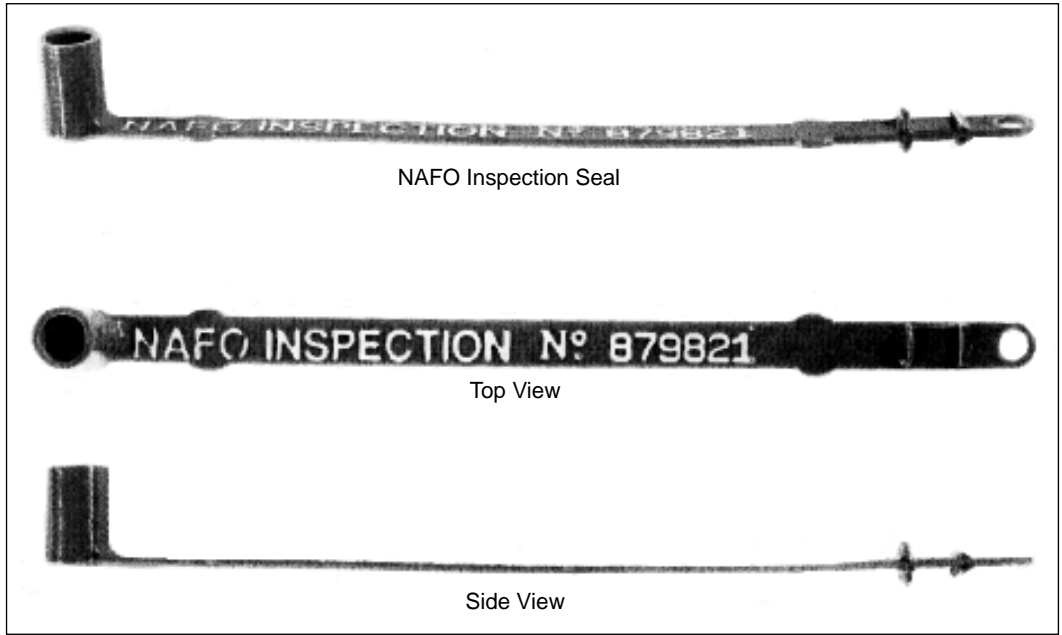 NAFO INSPECTION Nº 879821
NAFO Inspection Seal
NAFO INSPECTION Nº 879821
Top View
Side View